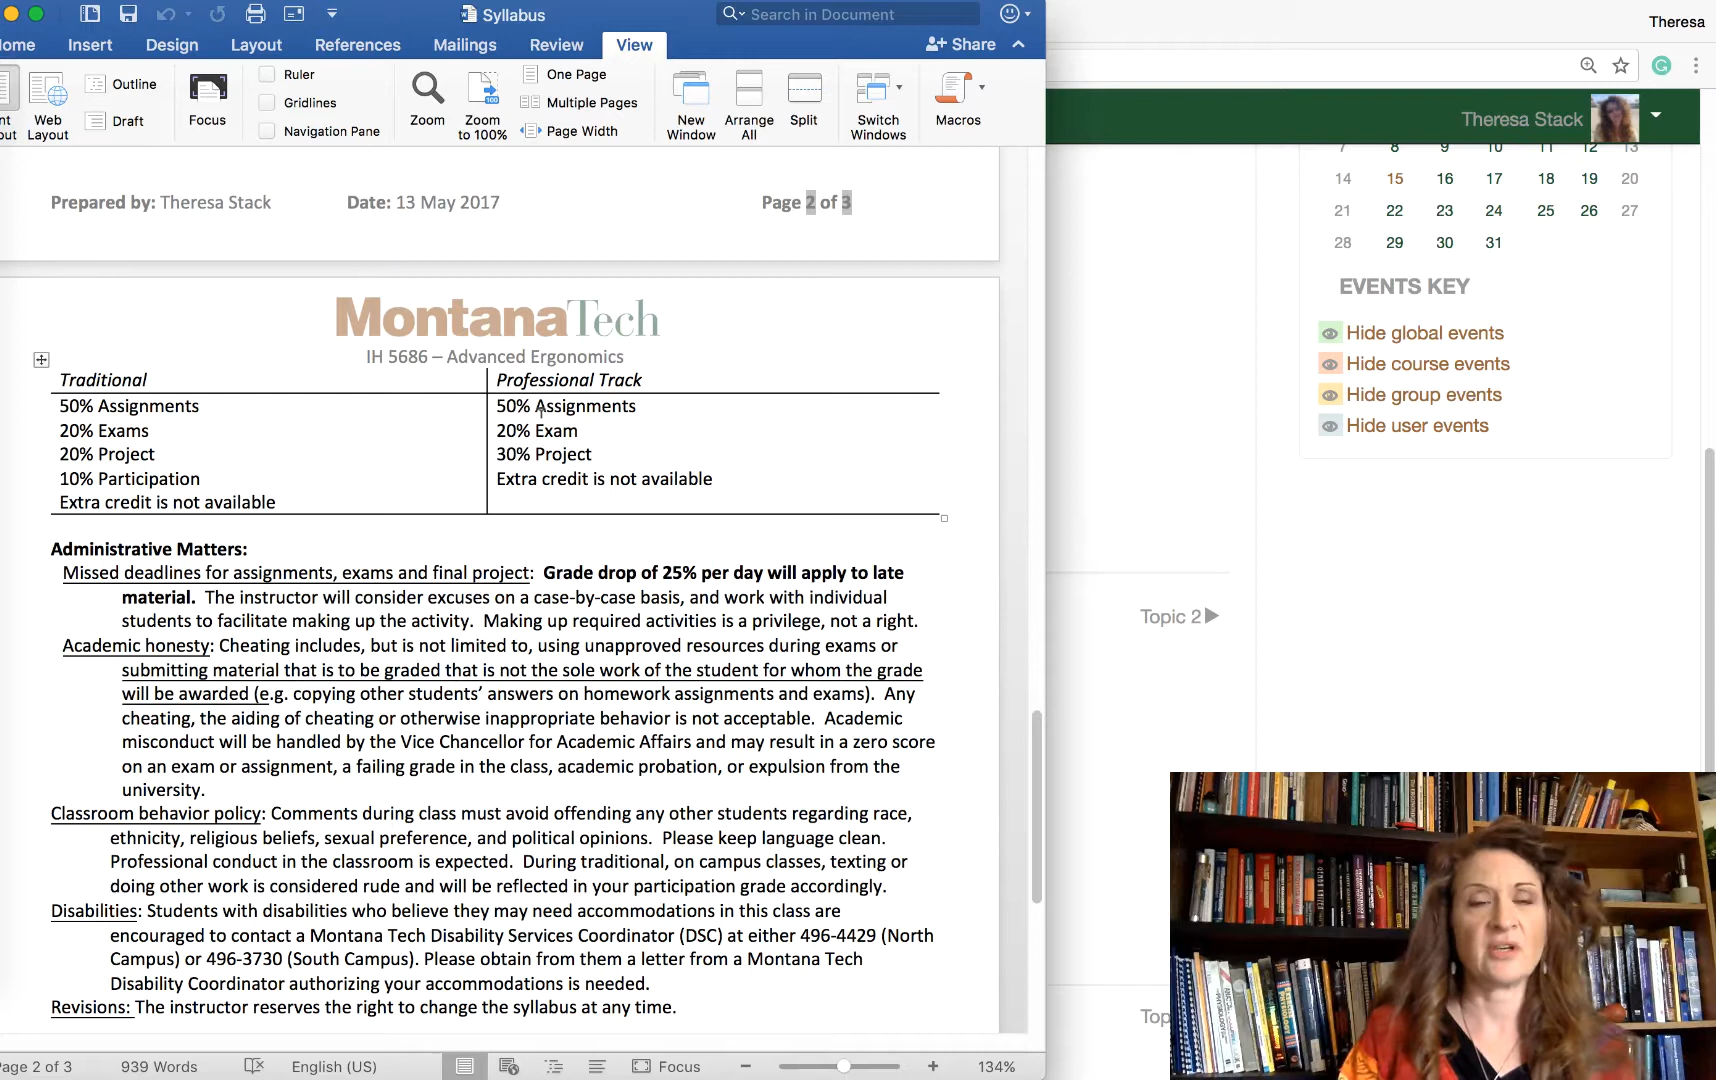 Syllabus
Search in Document
Theresa
ome Insert Design Layout References Mailings Review View Share
Outline
Draft
Web Layout
Focus
Ruler
Gridlines
Navigation Pane
Zoom
Zoom to 100%
One Page
Multiple Pages
Page Width
New Window
Arrange All
Split
Switch Windows
Macros
Theresa Stack
Prepared by: Theresa Stack Date: 13 May 2017 Page 2 of 3
MontanaTech
IH 5686 – Advanced Ergonomics
Traditional Professional Track
50% Assignments 50% Assignments
20% Exams 20% Exam
20% Project 30% Project
10% Participation Extra credit is not available
Extra credit is not available
Administrative Matters:
Missed deadlines for assignments, exams and final project: Grade drop of 25% per day will apply to late
material. The instructor will consider excuses on a case-by-case basis, and work with individual
students to facilitate making up the activity. Making up required activities is a privilege, not a right.
Academic honesty: Cheating includes, but is not limited to, using unapproved resources during exams or
submitting material that is to be graded that is not the sole work of the student for whom the grade
will be awarded (e.g. copying other students’ answers on homework assignments and exams). Any
cheating, the aiding of cheating or otherwise inappropriate behavior is not acceptable. Academic
misconduct will be handled by the Vice Chancellor for Academic Affairs and may result in a zero score
on an exam or assignment, a failing grade in the class, academic probation, or expulsion from the
university.
Classroom behavior policy: Comments during class must avoid offending any other students regarding race,
ethnicity, religious beliefs, sexual preference, and political opinions. Please keep language clean.
Professional conduct in the classroom is expected. During traditional, on campus classes, texting or
doing other work is considered rude and will be reflected in your participation grade accordingly.
Disabilities: Students with disabilities who believe they may need accommodations in this class are
encouraged to contact a Montana Tech Disability Services Coordinator (DSC) at either 496-4429 (North
Campus) or 496-3730 (South Campus). Please obtain from them a letter from a Montana Tech
Disability Coordinator authorizing your accommodations is needed.
Revisions: The instructor reserves the right to change the syllabus at any time.
age 2 of 3 939 Words English (US) Focus 134%
7 8 9 10 11 12 13
14 15 16 17 18 19 20
21 22 23 24 25 26 27
28 29 30 31
EVENTS KEY
Hide global events
Hide course events
Hide group events
Hide user events
Topic 2
Top